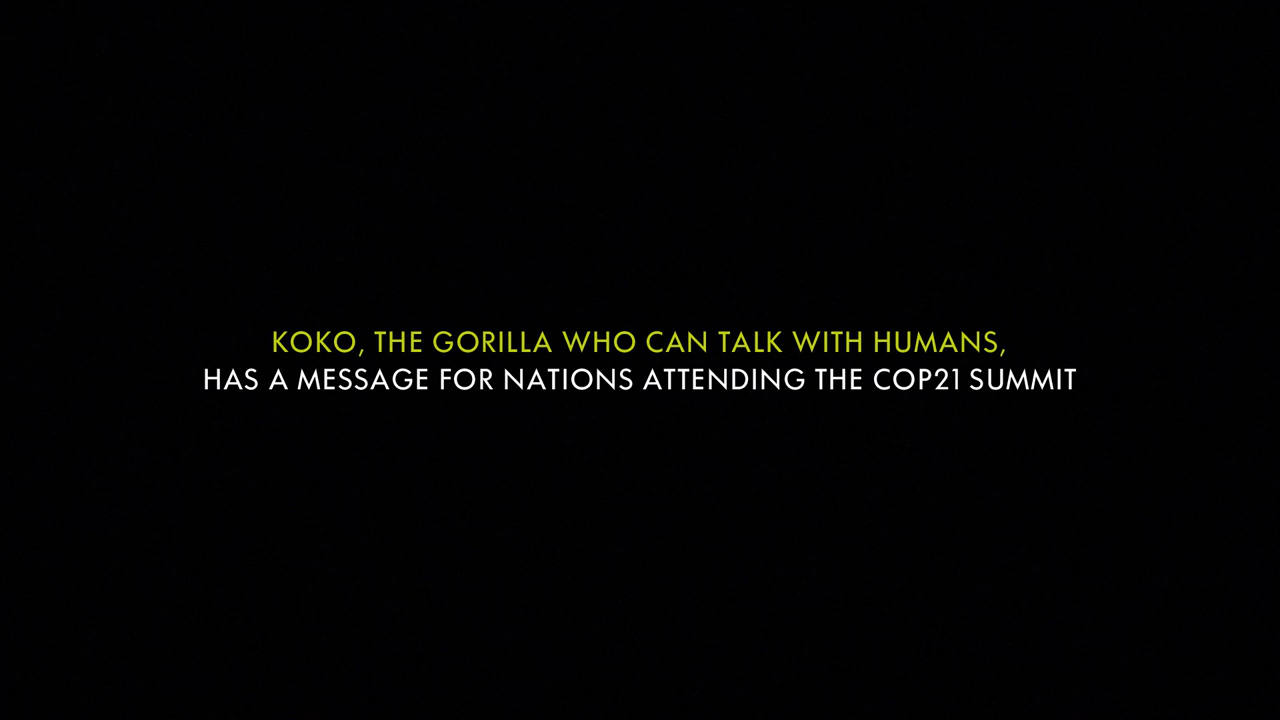 KOKO, THE GORILLA WHO CAN TALK WITH HUMANS,
HAS A MESSAGE FOR NATIONS ATTENDING THE COP21 SUMMIT